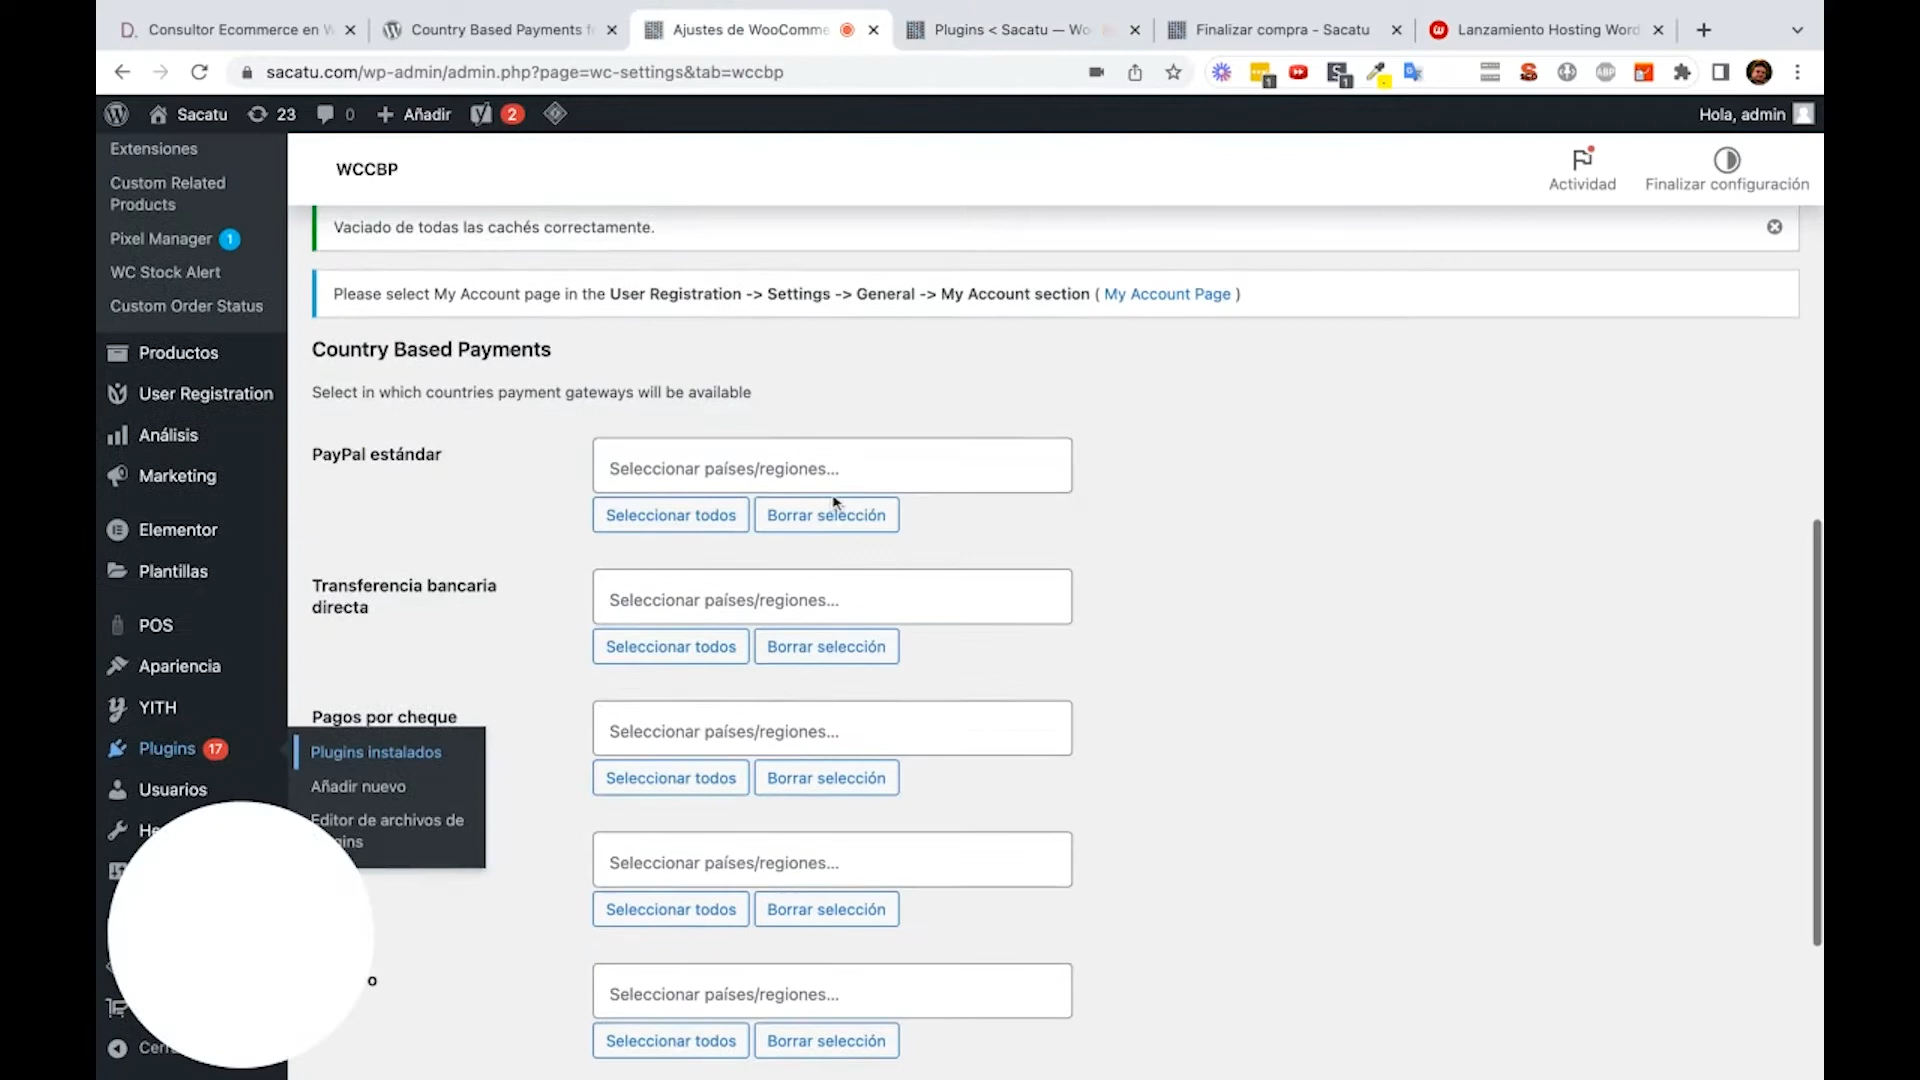 Consultor Ecommerce en W
Country Based Payments f
Ajustes de WooComme
Plugins < Sacatu — Wo
Finalizar compra - Sacatu
Lanzamiento Hosting Word
sacatu.com/wp-admin/admin.php?page=wc-settings&tab=wccbp
Sacatu
23
0
Añadir
2
Hola, admin
Extensiones
Custom Related
Products
Pixel Manager 1
WC Stock Alert
Custom Order Status
Productos
User Registration
Análisis
Marketing
Elementor
Plantillas
POS
Apariencia
YITH
Plugins 17
Usuarios
He
Cerr
Plugins instalados
Añadir nuevo
Editor de archivos de
gins
WCCBP
Actividad
Finalizar configuración
Vaciado de todas las cachés correctamente.
Please select My Account page in the User Registration -> Settings -> General -> My Account section ( My Account Page )
Country Based Payments
Select in which countries payment gateways will be available
PayPal estándar
Seleccionar países/regiones...
Seleccionar todos
Borrar selección
Transferencia bancaria
directa
Seleccionar países/regiones...
Seleccionar todos
Borrar selección
Pagos por cheque
Seleccionar países/regiones...
Seleccionar todos
Borrar selección
Seleccionar países/regiones...
Seleccionar todos
Borrar selección
o
Seleccionar países/regiones...
Seleccionar todos
Borrar selección